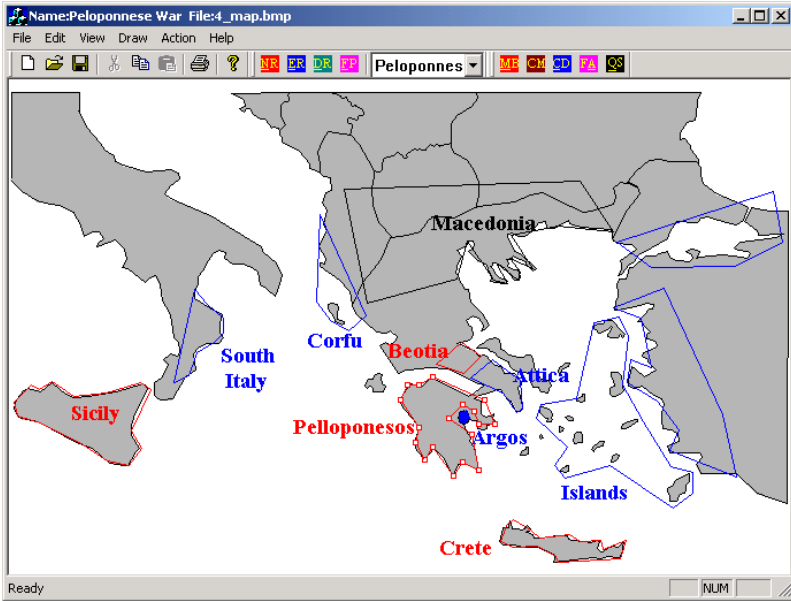 Name:Peloponnese War File:4_map.bmp
File Edit View Draw Action Help
NR ER DR FP Peloponnes MB CM CD FA QS
Macedonia
Corfu
Beotia
South
Italy
Attica
Sicily
Pelloponesos
Argos
Islands
Crete
Ready NUM